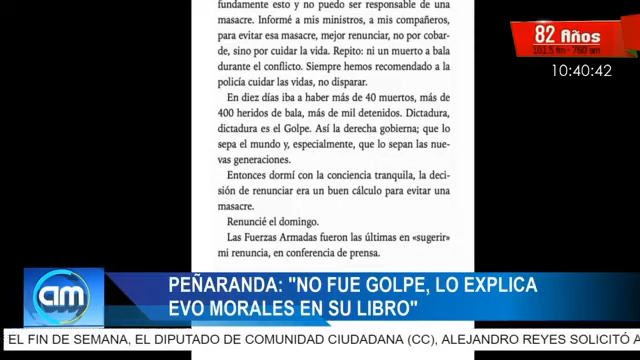 fundamente esto y no puedo ser responsable de una
masacre. Informé a mis ministros, a mis compañeros,
para evitar esa masacre, mejor renunciar, no por cobar-
de, sino por cuidar la vida. Repito: ni un muerto a bala
durante el conflicto. Siempre hemos recomendado a la
policía cuidar las vidas, no disparar.
En diez días iba a haber más de 40 muertos, más de
400 heridos de bala, más de mil detenidos. Dictadura,
dictadura es el Golpe. Así la derecha gobierna; que lo
sepa el mundo y, especialmente, que lo sepan las nue-
vas generaciones.
Entonces dormí con la conciencia tranquila, la deci-
sión de renunciar era un buen cálculo para evitar una
masacre.
Renuncié el domingo.
Las Fuerzas Armadas fueron las últimas en «sugerir»
mi renuncia, en conferencia de prensa.
82 Años
101.5 fm - 760 am
10:40:42
am
PEÑARANDA: "NO FUE GOLPE, LO EXPLICA
EVO MORALES EN SU LIBRO"
EL FIN DE SEMANA, EL DIPUTADO DE COMUNIDAD CIUDADANA (CC), ALEJANDRO REYES SOLICITÓ A